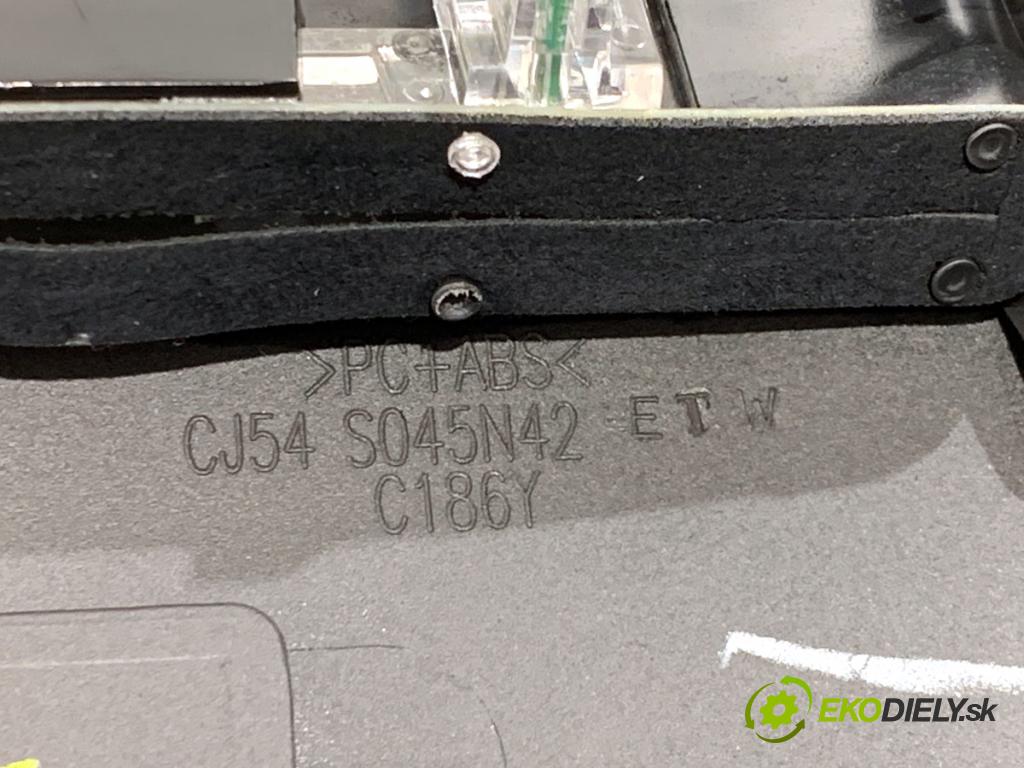 >PC+ABS<
CJ54 S045N42 ETW
C186Y
EKODIELY.sk